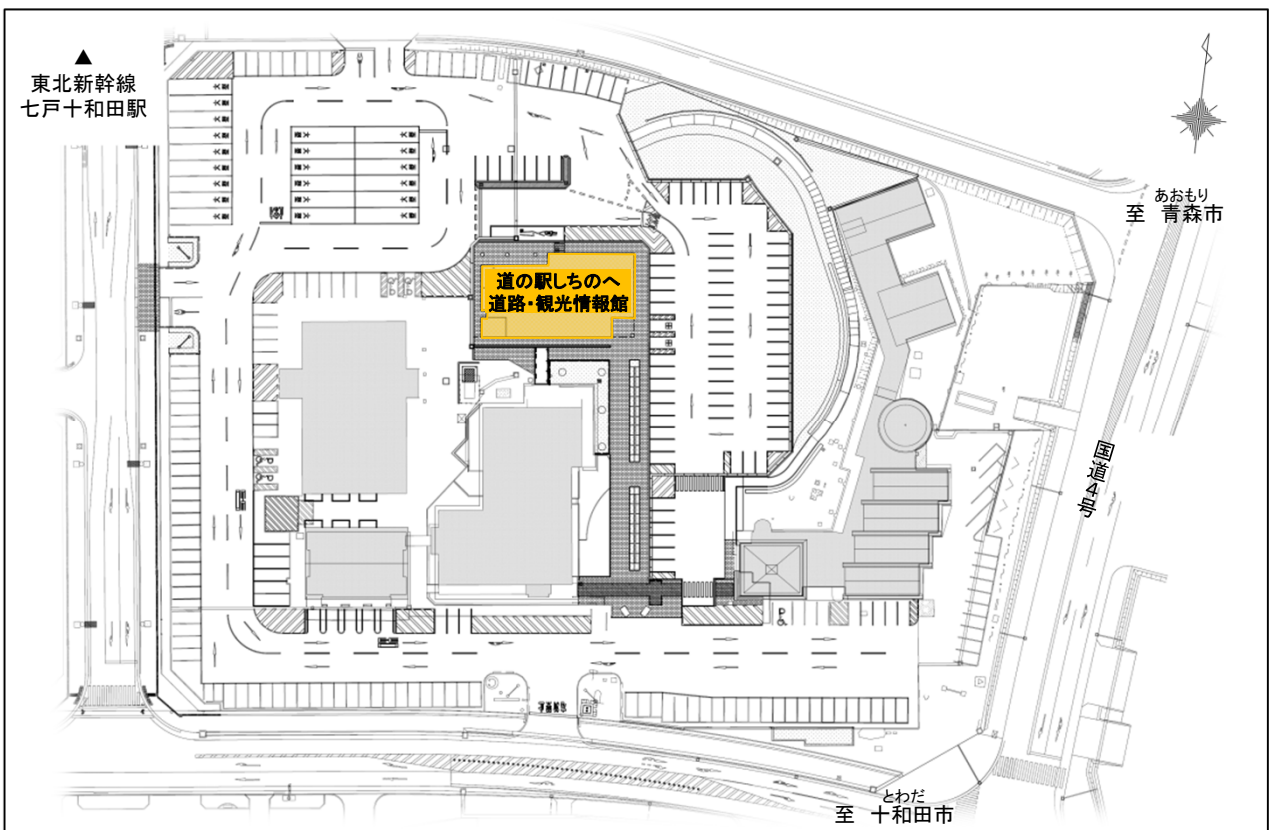 ▲
東北新幹線
七戸十和田駅
あおもり
至 青森市
道の駅しちのへ
道路・観光情報館
国道4号
とわだ
至 十和田市